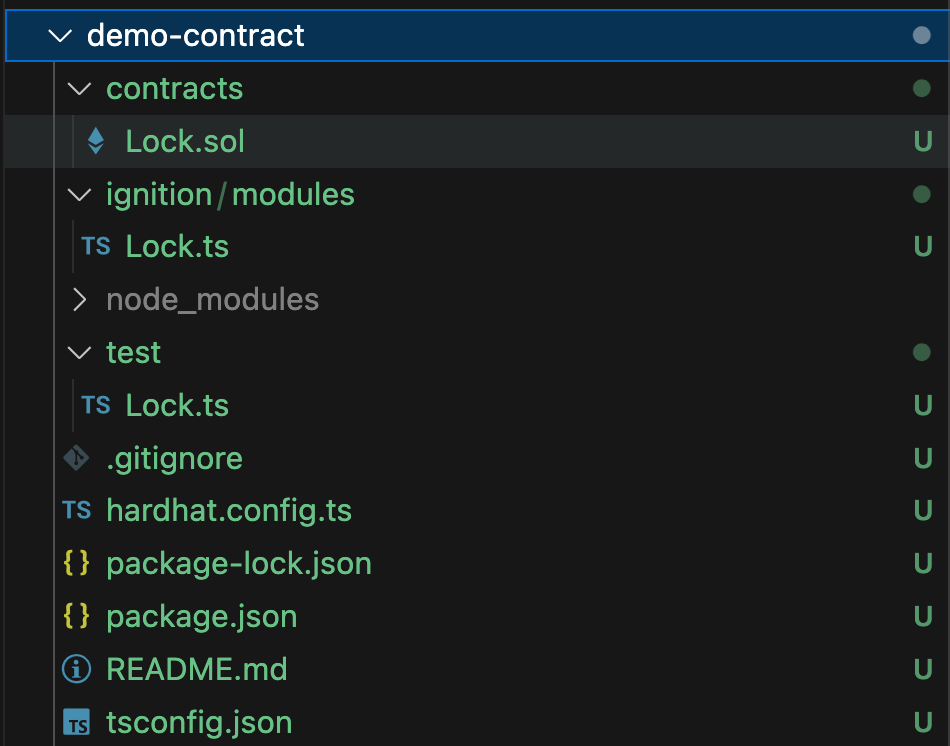 demo-contract
contracts
Lock.sol U
ignition/modules
TS Lock.ts U
node_modules
test
TS Lock.ts U
.gitignore U
TS hardhat.config.ts U
{} package-lock.json U
{} package.json U
README.md U
TS tsconfig.json U